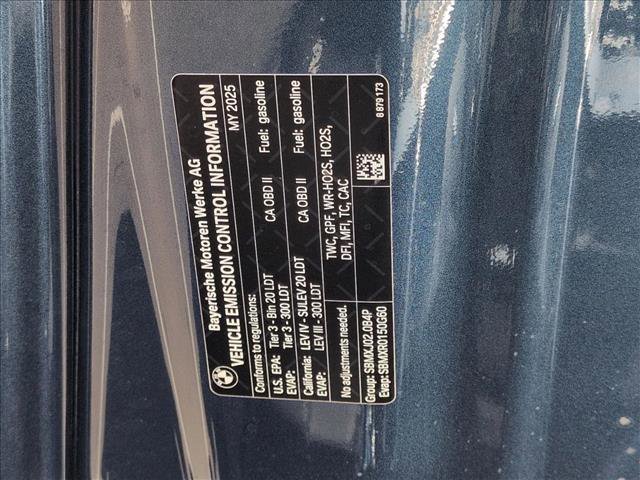 Bayerische Motoren Werke AG
VEHICLE EMISSION CONTROL INFORMATION
Conforms to regulations: MY 2025
U.S. EPA: Tier 3 - Bin 20 LDT CA OBD II Fuel: gasoline
EVAP: Tier 3 - 300 LDT
California: LEV IV - SULEV 20 LDT CA OBD II Fuel: gasoline
EVAP: LEV III - 300 LDT
No adjustments needed. TWC, GPF, WR-HO2S, HO2S,
DFI, MFI, TC, CAC
Group: SBMXJ02.0B4P
Evap: SBMXR0150G60
8 879 173